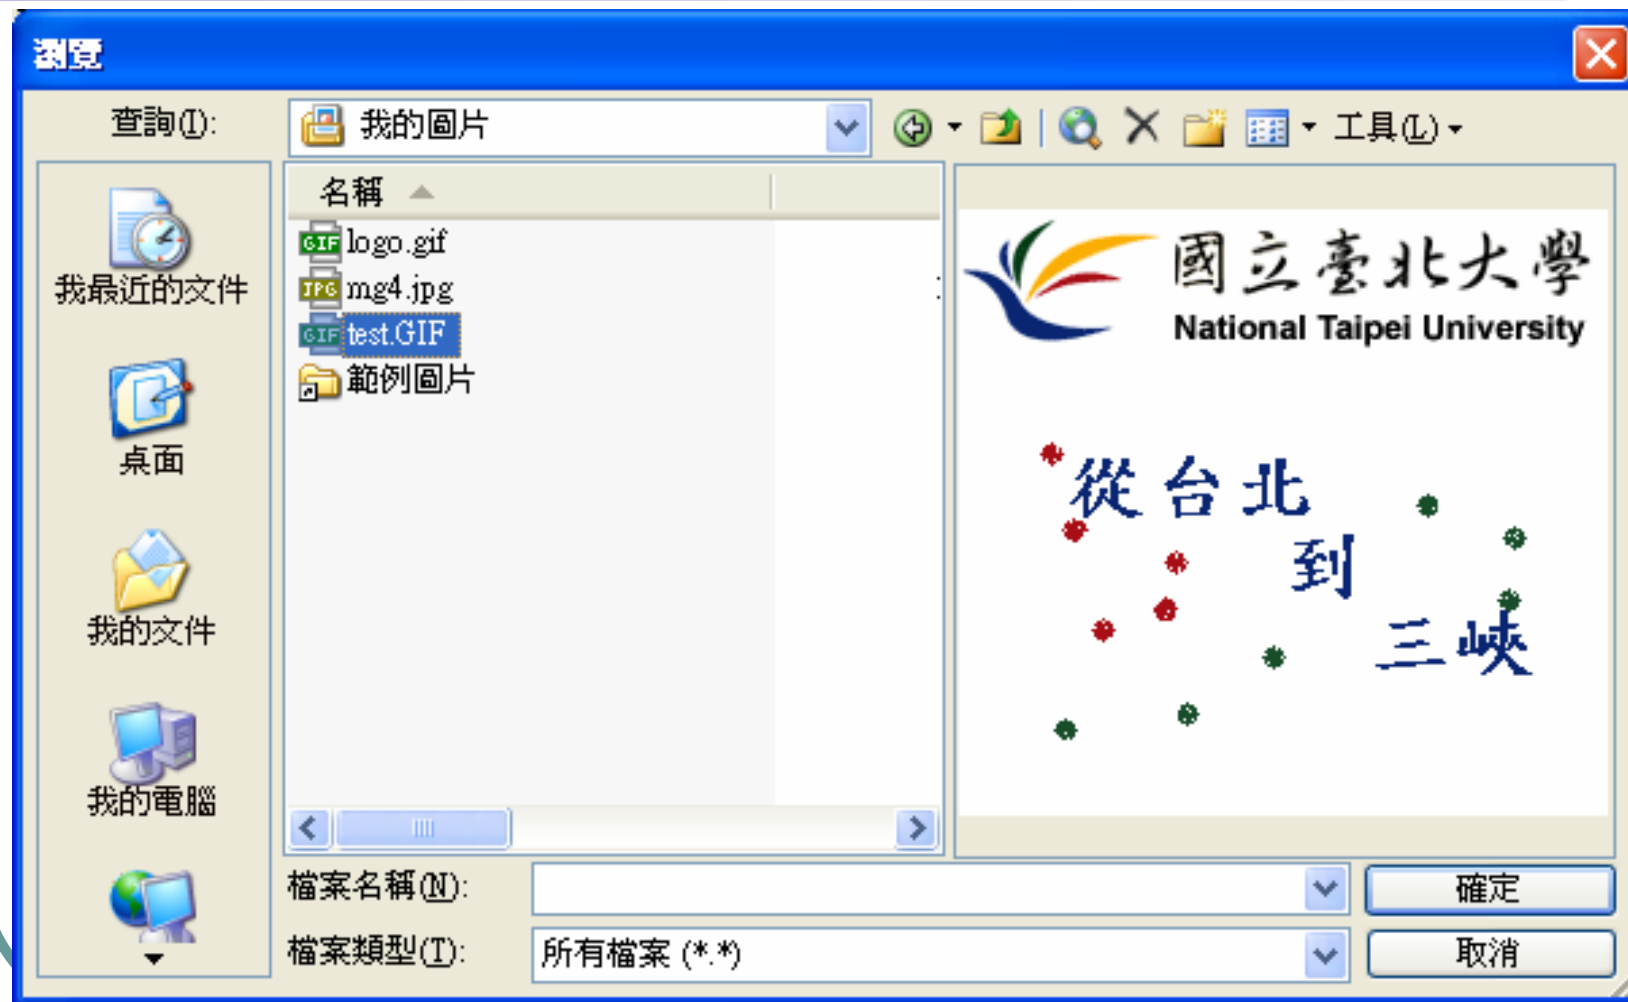 瀏覽
查詢(I):
我的圖片
工具(L)
我最近的文件
桌面
我的文件
我的電腦
名稱
GIF logo.gif
JPG mg4.jpg
GIF test.GIF
範例圖片
國立臺北大學
National Taipei University
從台北
到
三峽
檔案名稱(N):
確定
檔案類型(T):
所有檔案 (*.*)
取消